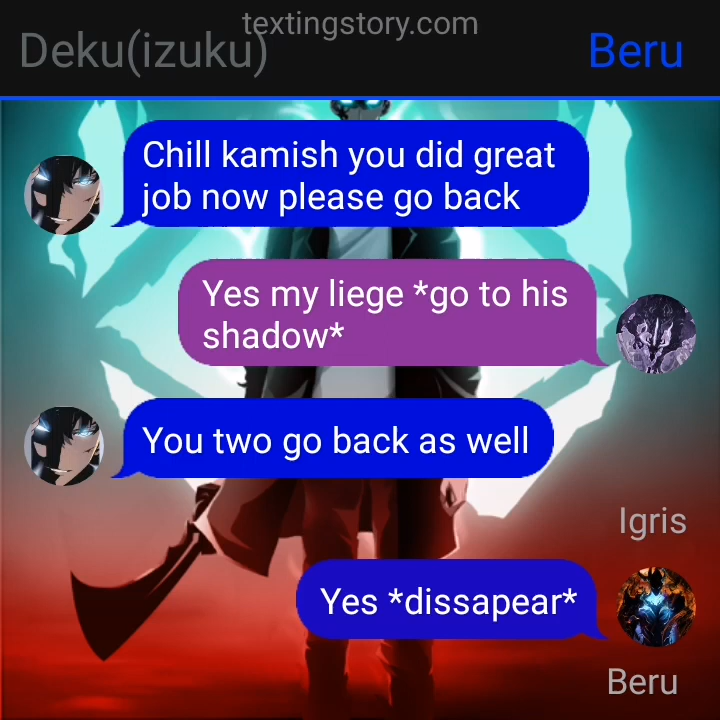 textingstory.com
Deku(izuku)
Beru
Chill kamish you did great
job now please go back
Yes my liege *go to his
shadow*
You two go back as well
Igris
Yes *dissapear*
Beru